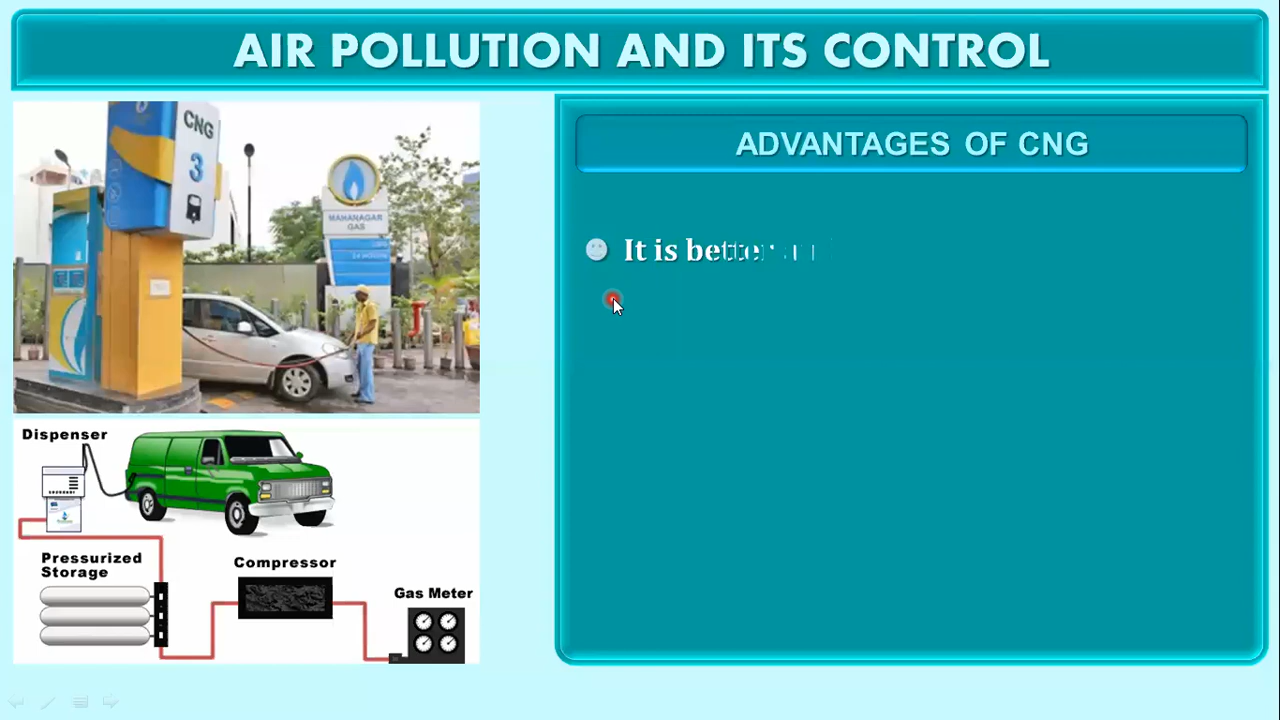 AIR POLLUTION AND ITS CONTROL
CNG
3
MAHANAGAR
GAS
ADVANTAGES OF CNG
It is better
Dispenser
Pressurized
Storage
Compressor
Gas Meter